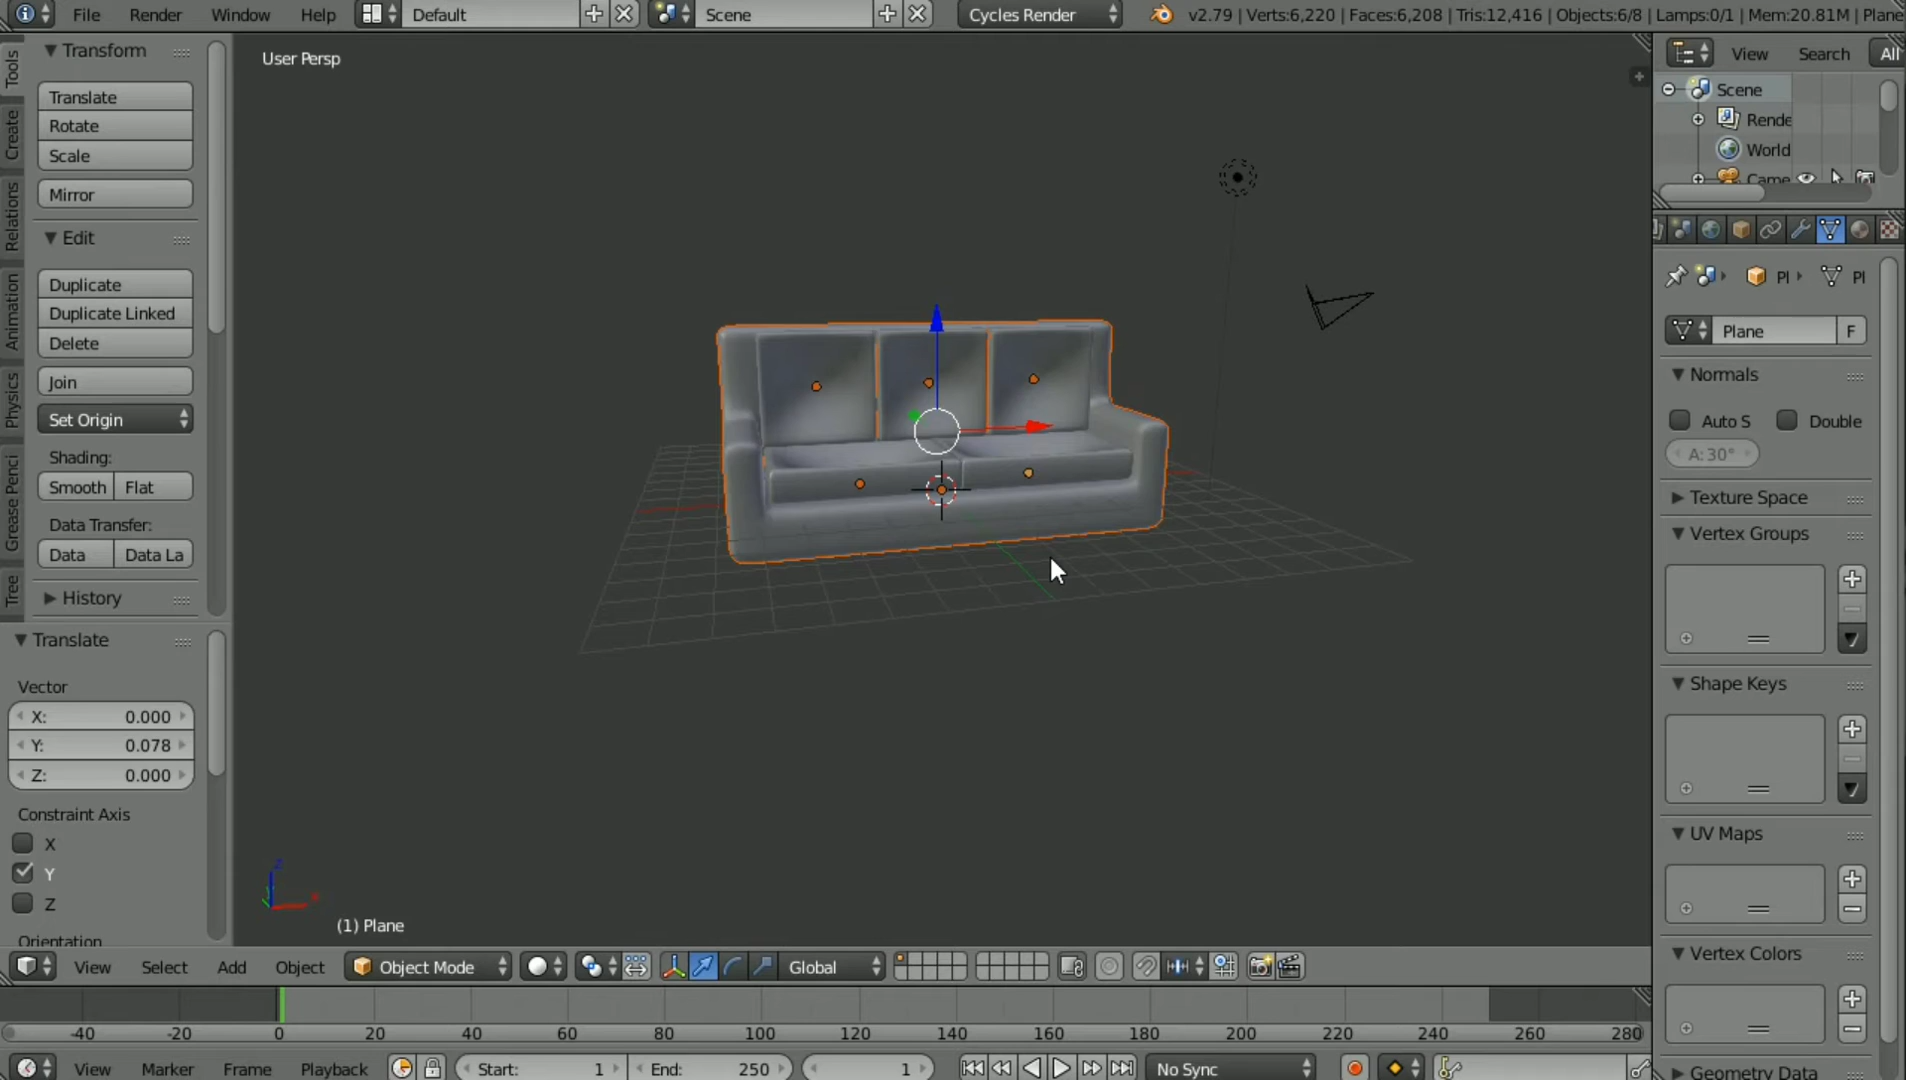 File Render Window Help Default Scene Cycles Render v2.79 | Verts:6,220 | Faces:6,208 | Tris:12,416 | Objects:6/8 | Lamps:0/1 | Mem:20.81M | Plane
User Persp
Tools
Create
Relations
Animation
Physics
Grease Penci
Tree
Transform
Translate
Rotate
Scale
Mirror
Edit
Duplicate
Duplicate Linked
Delete
Join
Set Origin
Shading:
Smooth Flat
Data Transfer:
Data Data La
History
Translate
Vector
X: 0.000
Y: 0.078
Z: 0.000
Constraint Axis
X
Y
Z
Orientation
(1) Plane
View Search All
Scene
Rende
World
Came
Pl Pl
Plane F
Normals
Auto S Double
A: 30°
Texture Space
Vertex Groups
Shape Keys
UV Maps
Vertex Colors
Geometry Data
View Select Add Object Object Mode Global
-40 -20 0 20 40 60 80 100 120 140 160 180 200 220 240 260 280
View Marker Frame Playback Start: 1 End: 250 1 No Sync